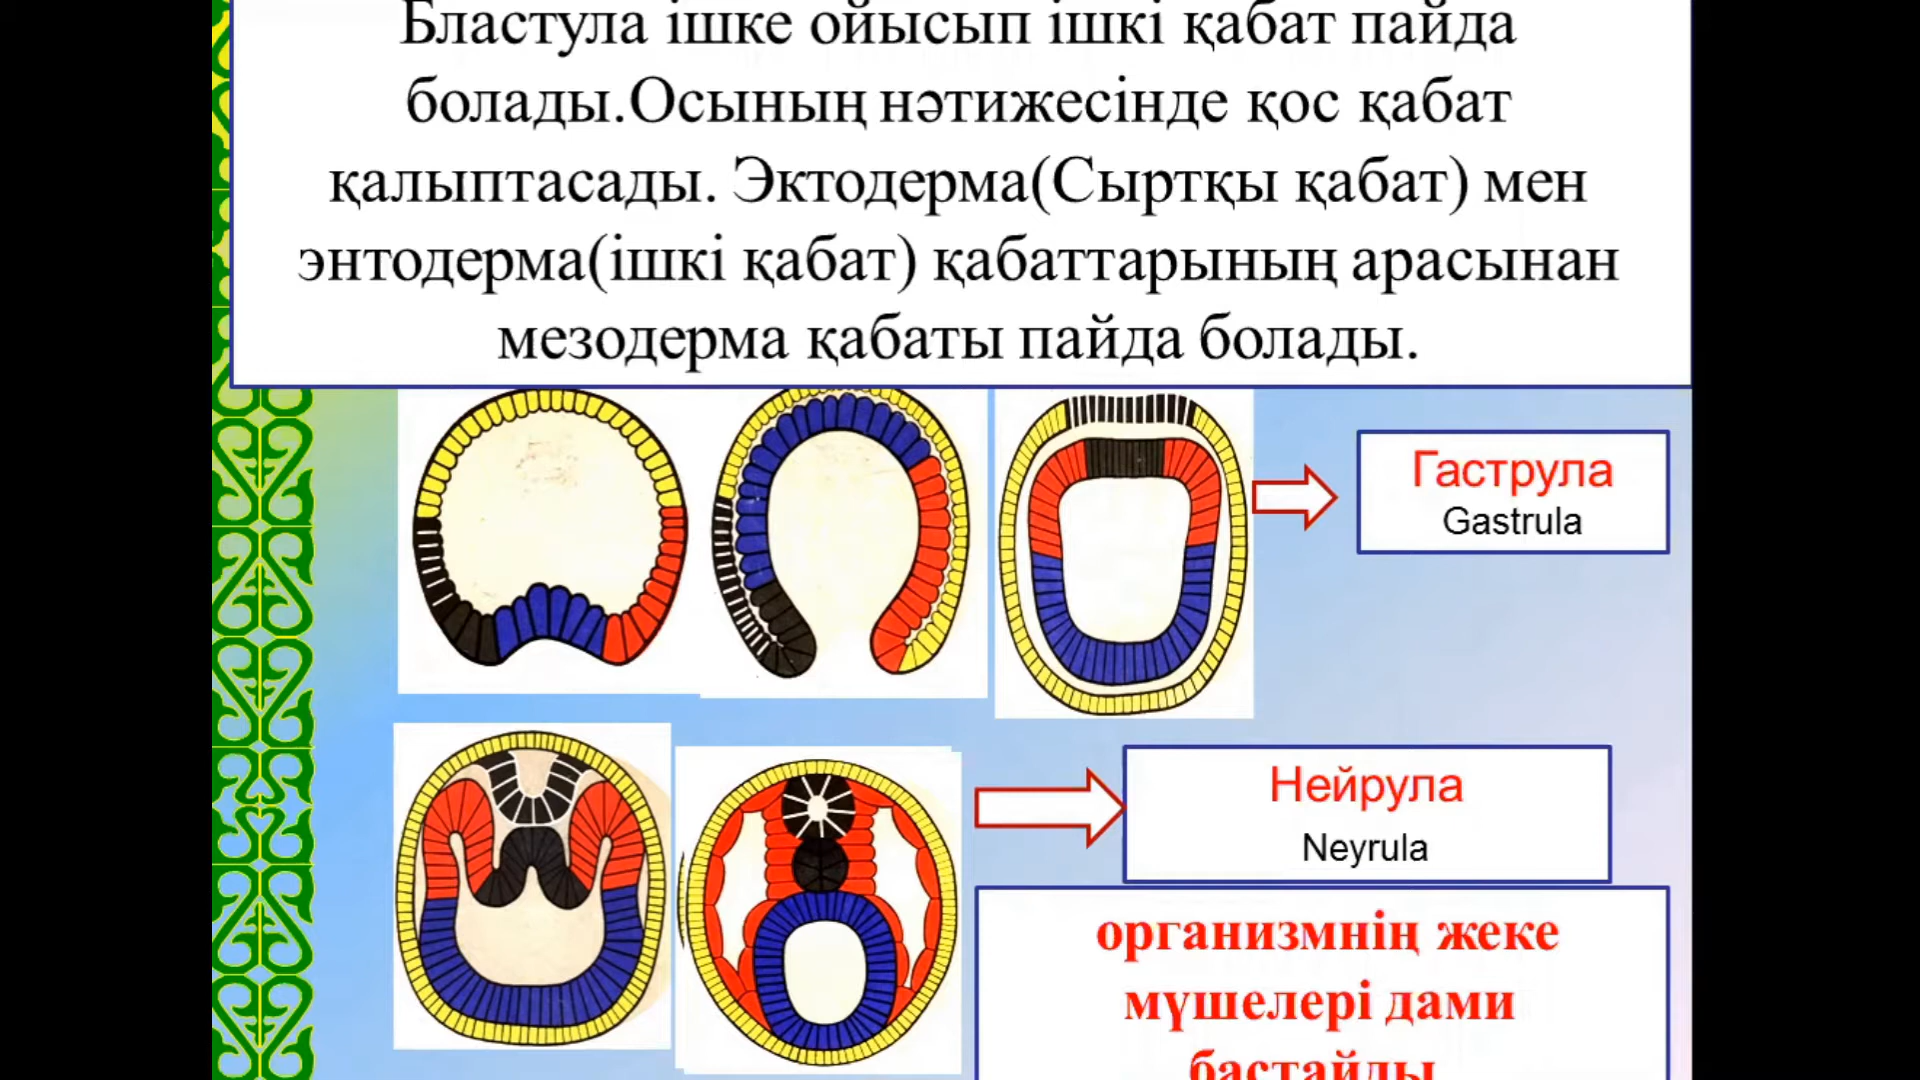 Бластула ішке ойысып ішкі қабат пайда
болады.Осының нәтижесінде қос қабат
қалыптасады. Эктодерма(Сыртқы қабат) мен
энтодерма(ішкі қабат) қабаттарының арасынан
мезодерма қабаты пайда болады.
Гаструла
Gastrula
Нейрула
Neyrula
организмнің жеке
мүшелері дами
бастайды